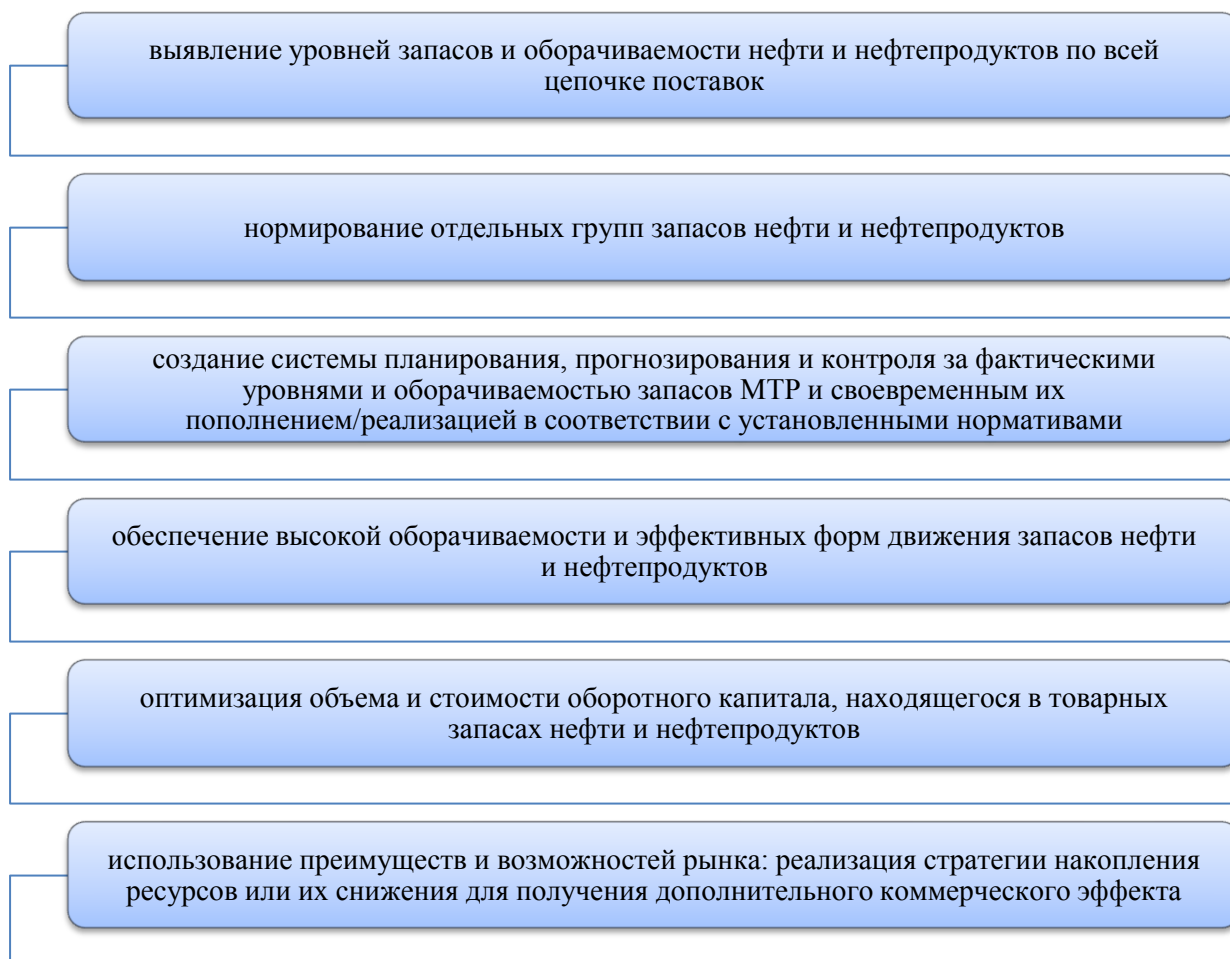 выявление уровней запасов и оборачиваемости нефти и нефтепродуктов по всей
цепочке поставок
нормирование отдельных групп запасов нефти и нефтепродуктов
создание системы планирования, прогнозирования и контроля за фактическими
уровнями и оборачиваемостью запасов МТР и своевременным их
пополнением/реализацией в соответствии с установленными нормативами
обеспечение высокой оборачиваемости и эффективных форм движения запасов нефти
и нефтепродуктов
оптимизация объема и стоимости оборотного капитала, находящегося в товарных
запасах нефти и нефтепродуктов
использование преимуществ и возможностей рынка: реализация стратегии накопления
ресурсов или их снижения для получения дополнительного коммерческого эффекта